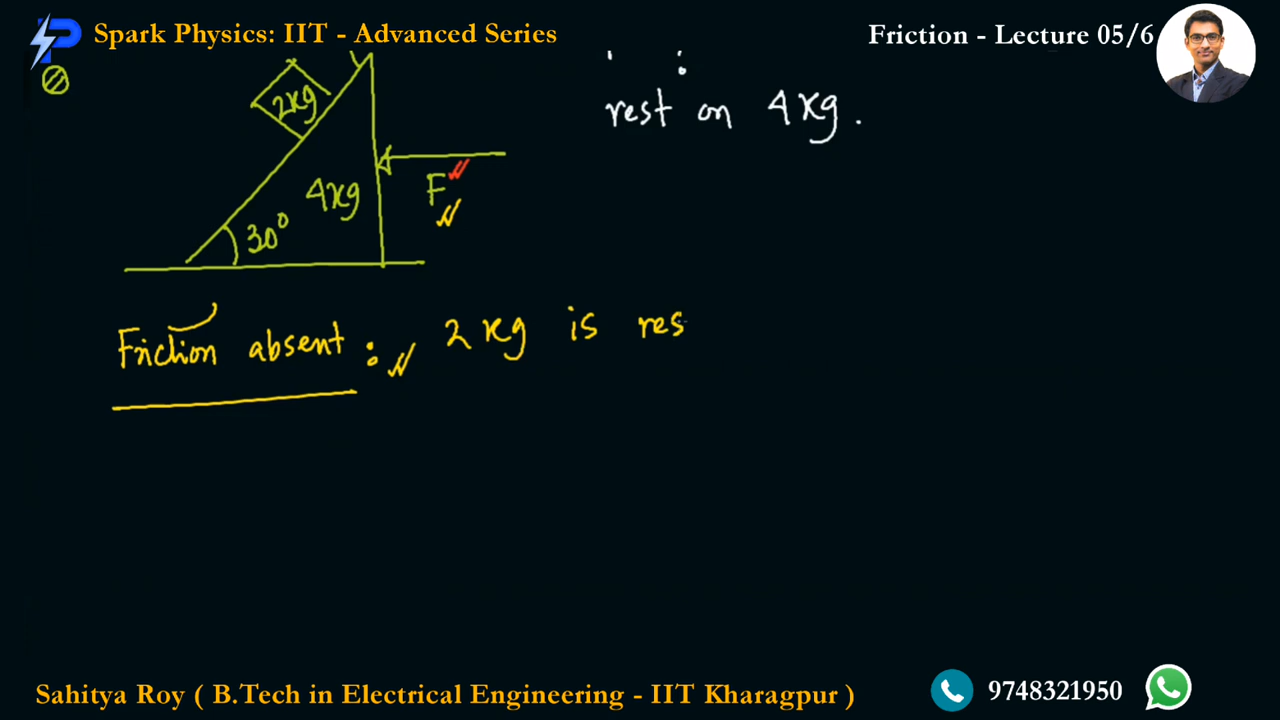 Spark Physics: IIT - Advanced Series
Friction - Lecture 05/6
2kg
rest on 4kg.
F
4kg
30°
Friction absent : 2kg is res
Sahitya Roy ( B.Tech in Electrical Engineering - IIT Kharagpur )
9748321950